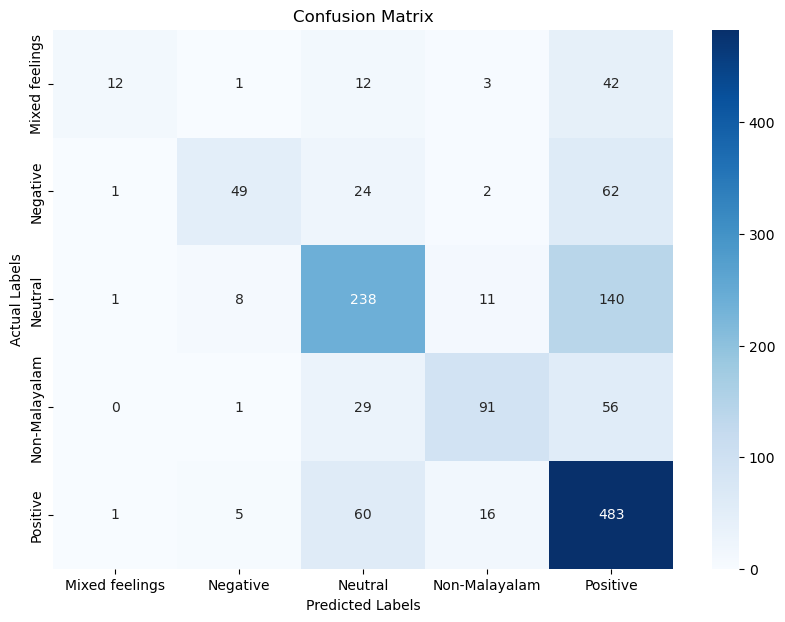 Confusion Matrix
Actual Labels
Mixed feelings 12 1 12 3 42
Negative 1 49 24 2 62
Neutral 1 8 238 11 140
Non-Malayalam 0 1 29 91 56
Positive 1 5 60 16 483
Mixed feelings Negative Neutral Non-Malayalam Positive
Predicted Labels
400
300
200
100
0